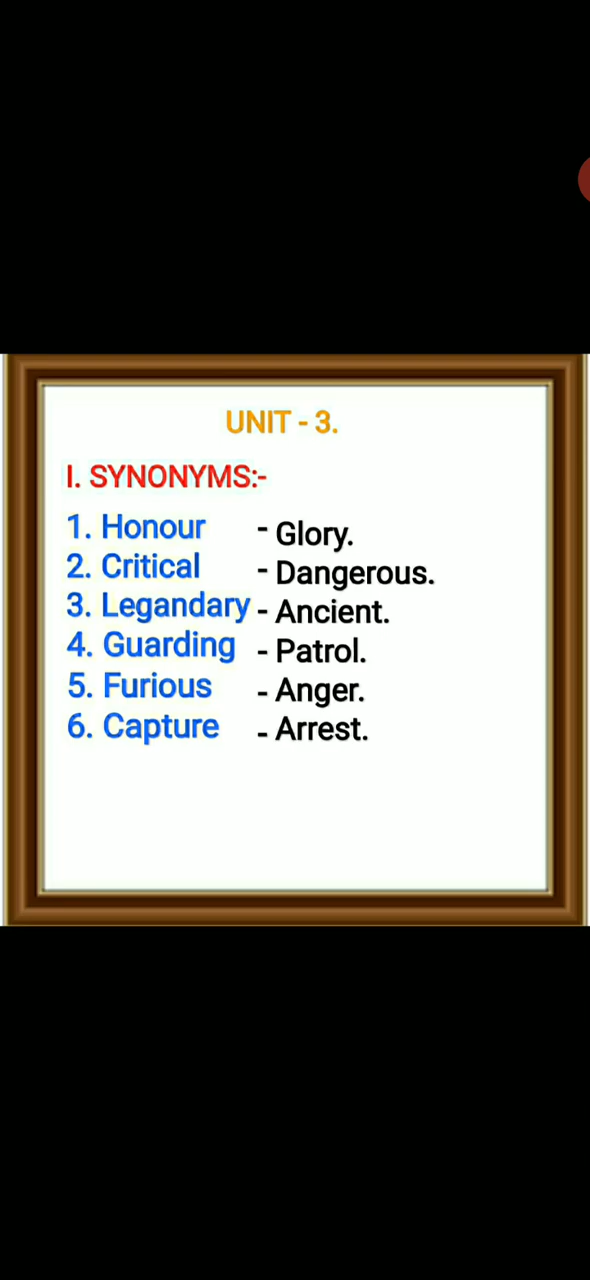 UNIT - 3.
I. SYNONYMS:-
1. Honour - Glory.
2. Critical - Dangerous.
3. Legandary - Ancient.
4. Guarding - Patrol.
5. Furious - Anger.
6. Capture - Arrest.